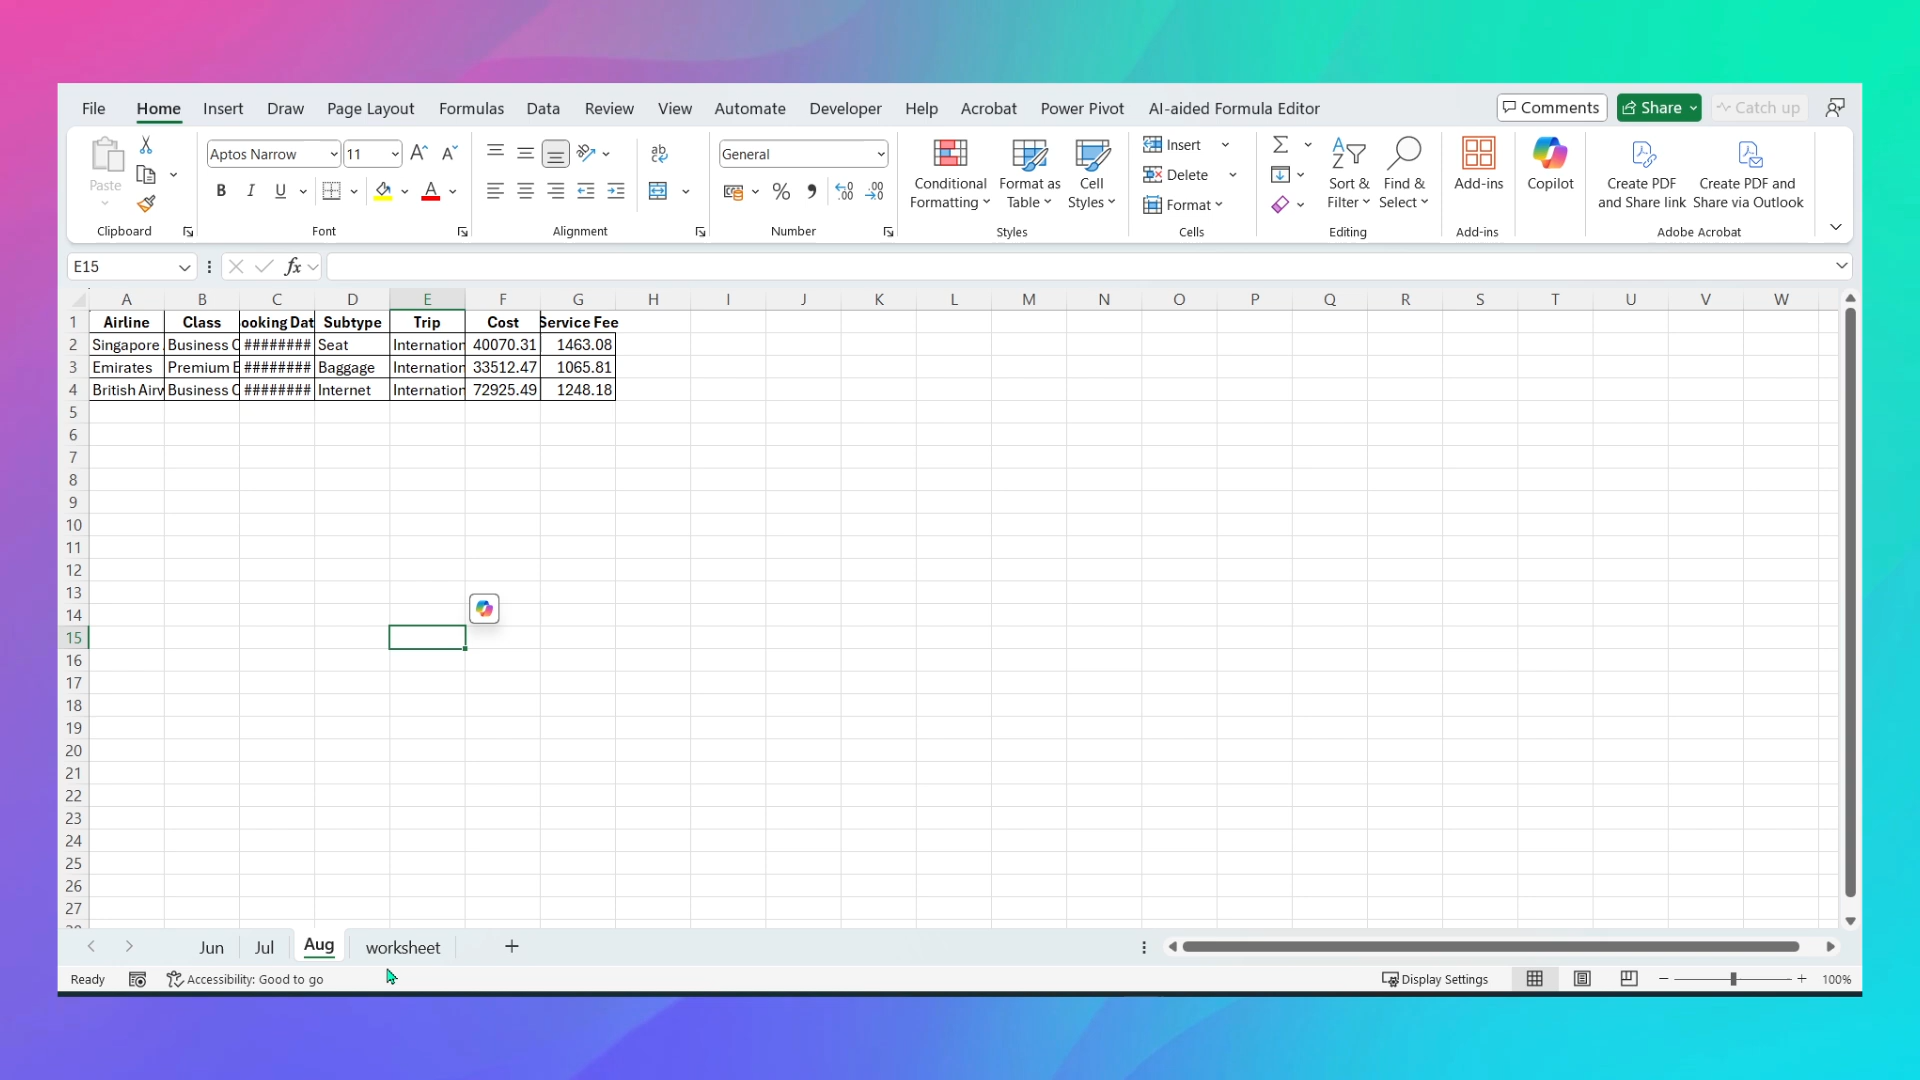 File Home Insert Draw Page Layout Formulas Data Review View Automate Developer Help Acrobat Power Pivot AI-aided Formula Editor Comments Share Catch up
Paste
Clipboard
Aptos Narrow 11
B I U A
Font
ab
Alignment
General
% 9 .00
Number
Conditional Formatting
Format as Table
Cell Styles
Styles
Insert
Delete
Format
Cells
Sort & Filter
Find & Select
Editing
Add-ins
Add-ins
Copilot
Create PDF and Share link
Create PDF and Share via Outlook
Adobe Acrobat
E15 fx
A B C D E F G H I J K L M N O P Q R S T U V W
1 Airline Class ooking Dat Subtype Trip Cost Service Fee
2 Singapore Business C ######## Seat Internation 40070.31 1463.08
3 Emirates Premium E ######## Baggage Internation 33512.47 1065.81
4 British Airw Business C ######## Internet Internation 72925.49 1248.18
5
6
7
8
9
10
11
12
13
14
15
16
17
18
19
20
21
22
23
24
25
26
27
Jun Jul Aug worksheet +
Ready Accessibility: Good to go Display Settings - + 100%